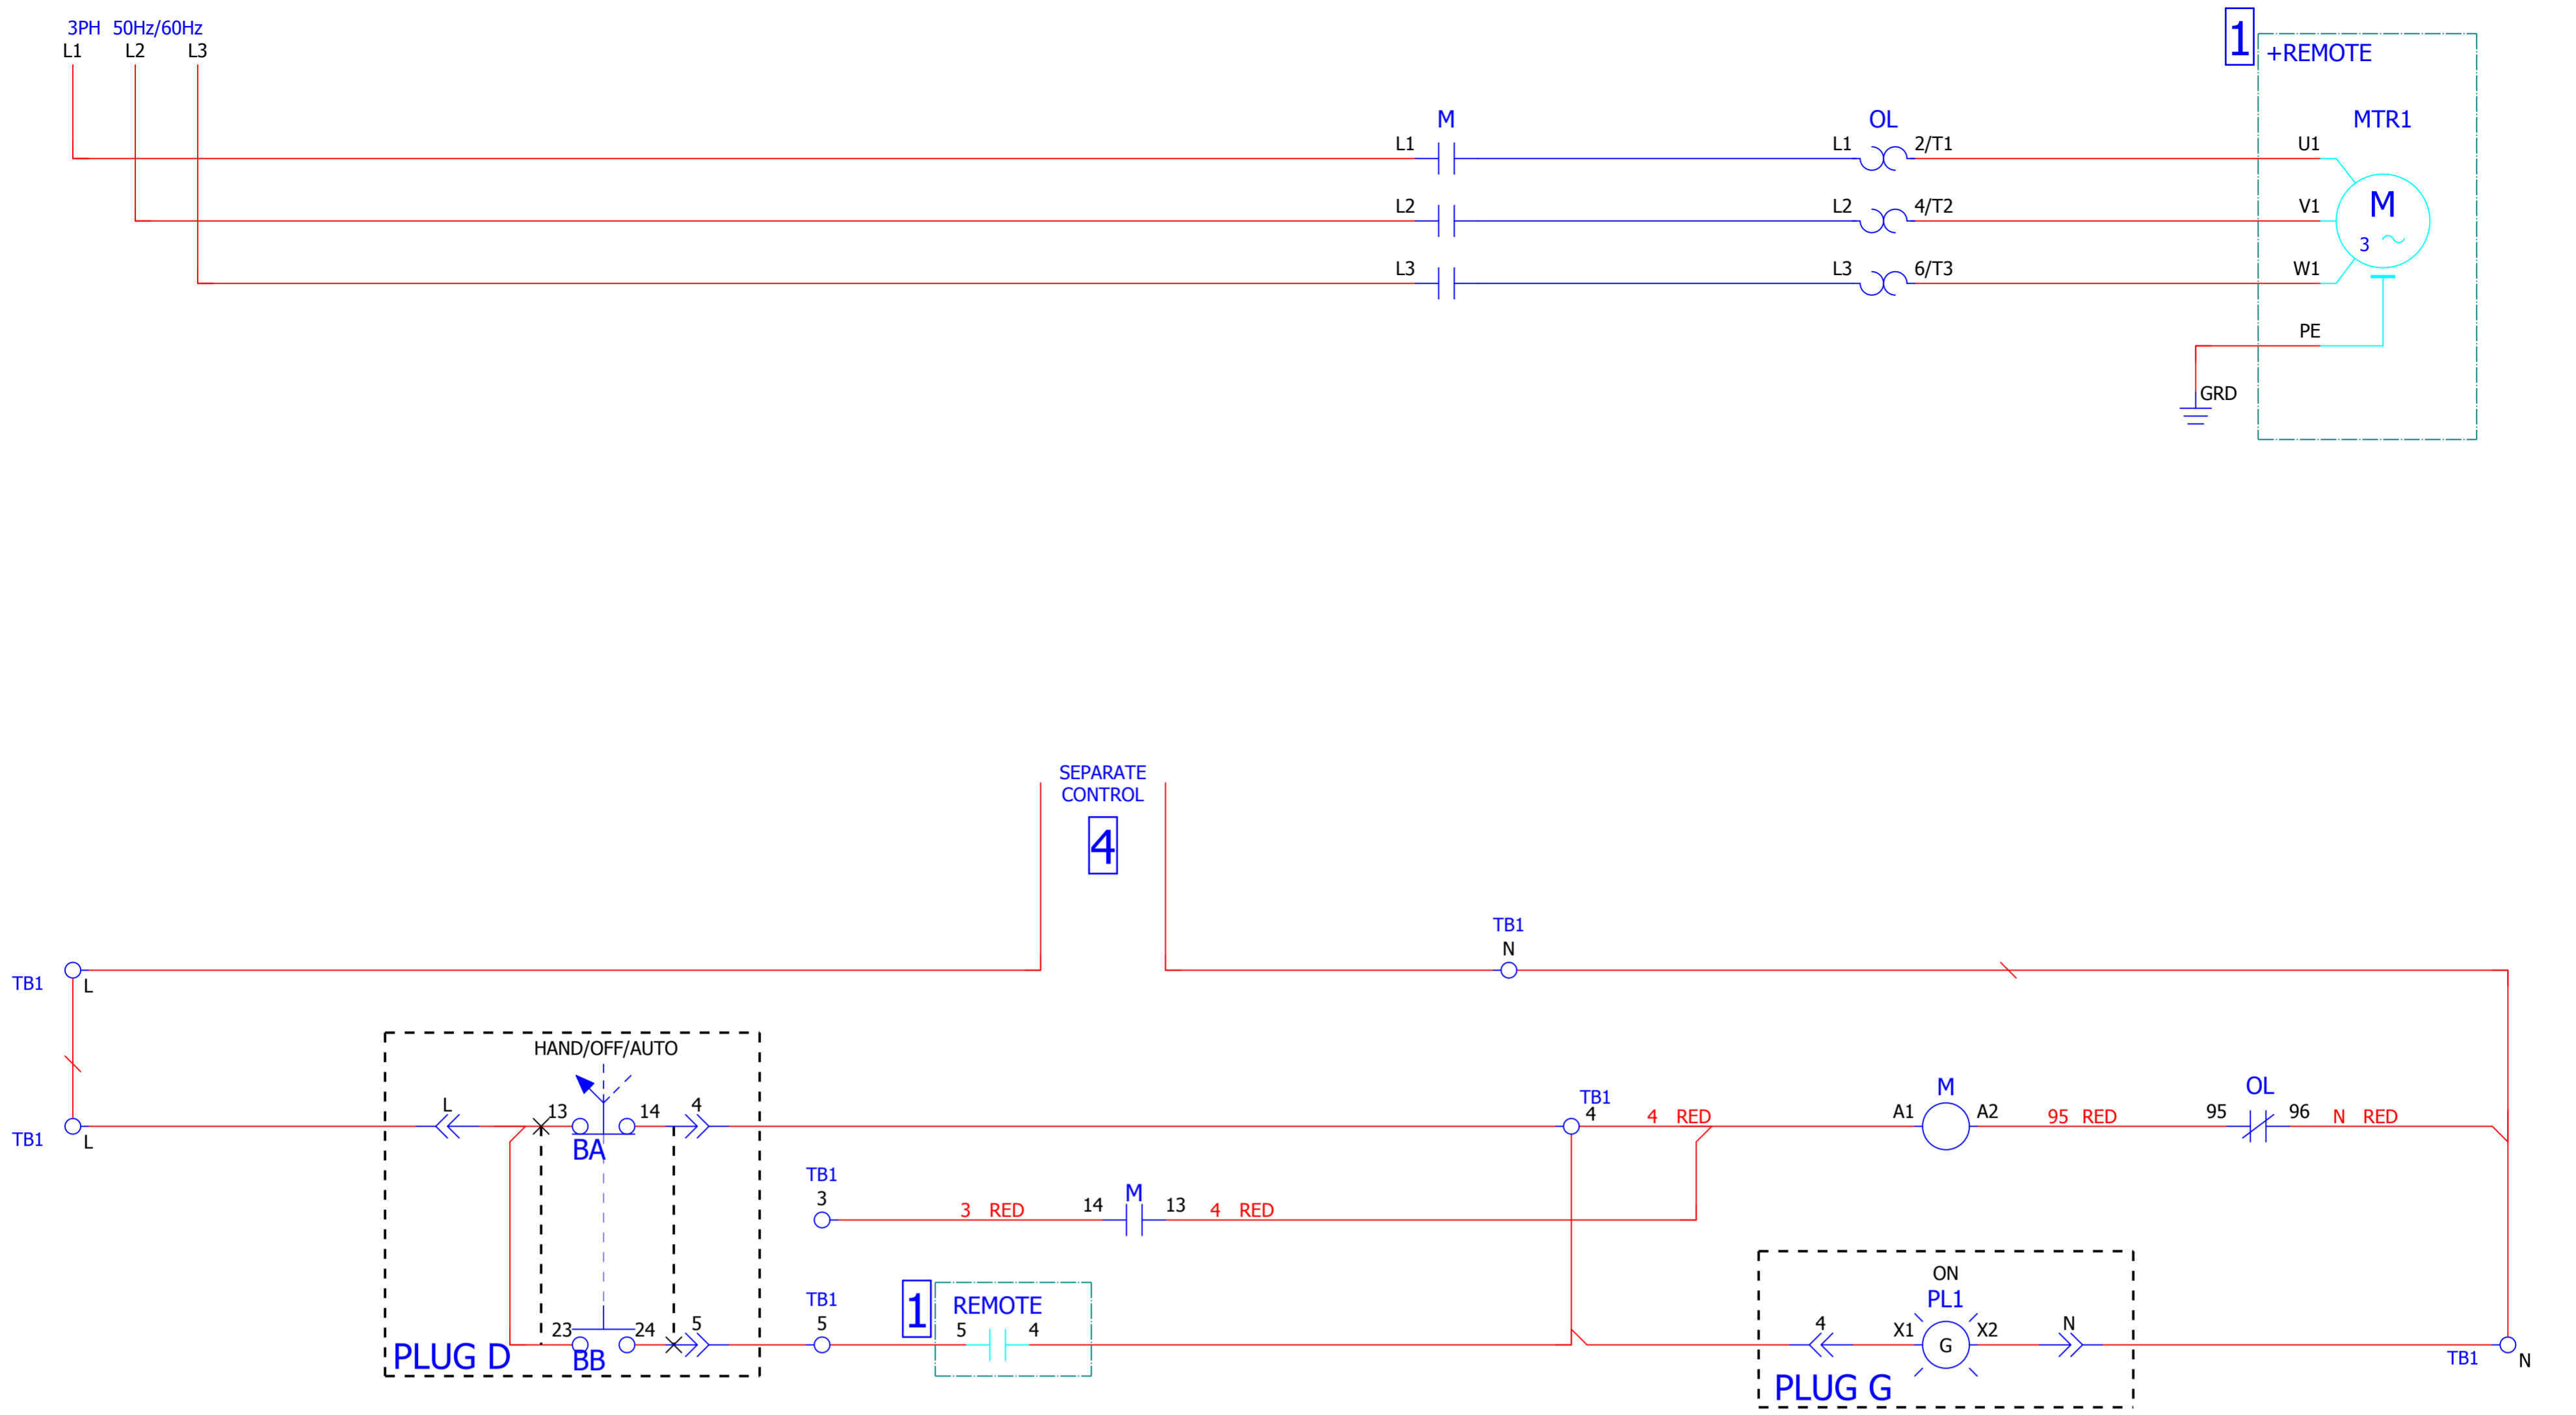 3PH 50Hz/60Hz
L1 L2 L3
1
+REMOTE
M OL MTR1
L1 L1 2/T1 U1
L2 L2 4/T2 V1
M
3
L3 L3 6/T3 W1
PE
GRD
SEPARATE
CONTROL
4
TB1
N
TB1 L
HAND/OFF/AUTO
L 13 14 4
BA
TB1 L
TB1
4
4 RED
M
A1 A2
95 RED
OL
95 96
N RED
TB1
3
3 RED
M
14 13
4 RED
TB1
5
1
REMOTE
5 4
23 24 5
BB
PLUG D
ON
PL1
4 X1 G X2 N
PLUG G
TB1 N